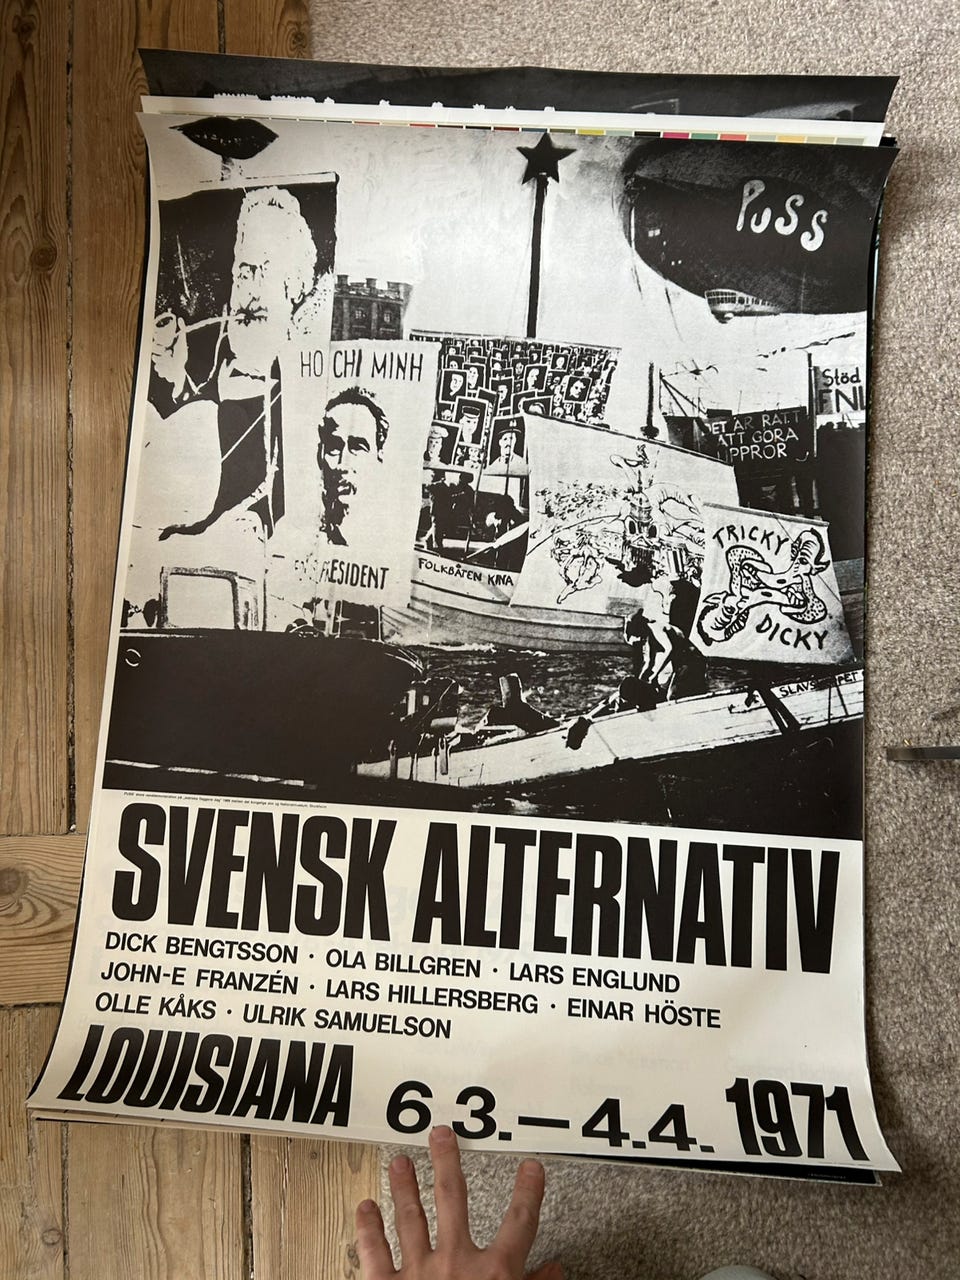 PUSS
HO CHI MINH
PRESIDENT
Stöd
FNL
DET ÄR RÄTT
ATT GÖRA
UPPROR
FOLKBÅTEN KINA
TRICKY
DICKY
SVENSK ALTERNATIV
DICK BENGTSSON · OLA BILLGREN · LARS ENGLUND
JOHN-E FRANZÉN · LARS HILLERSBERG · EINAR HÖSTE
OLLE KÅKS · ULRIK SAMUELSON
LOUISIANA 6.3.–4.4. 1971